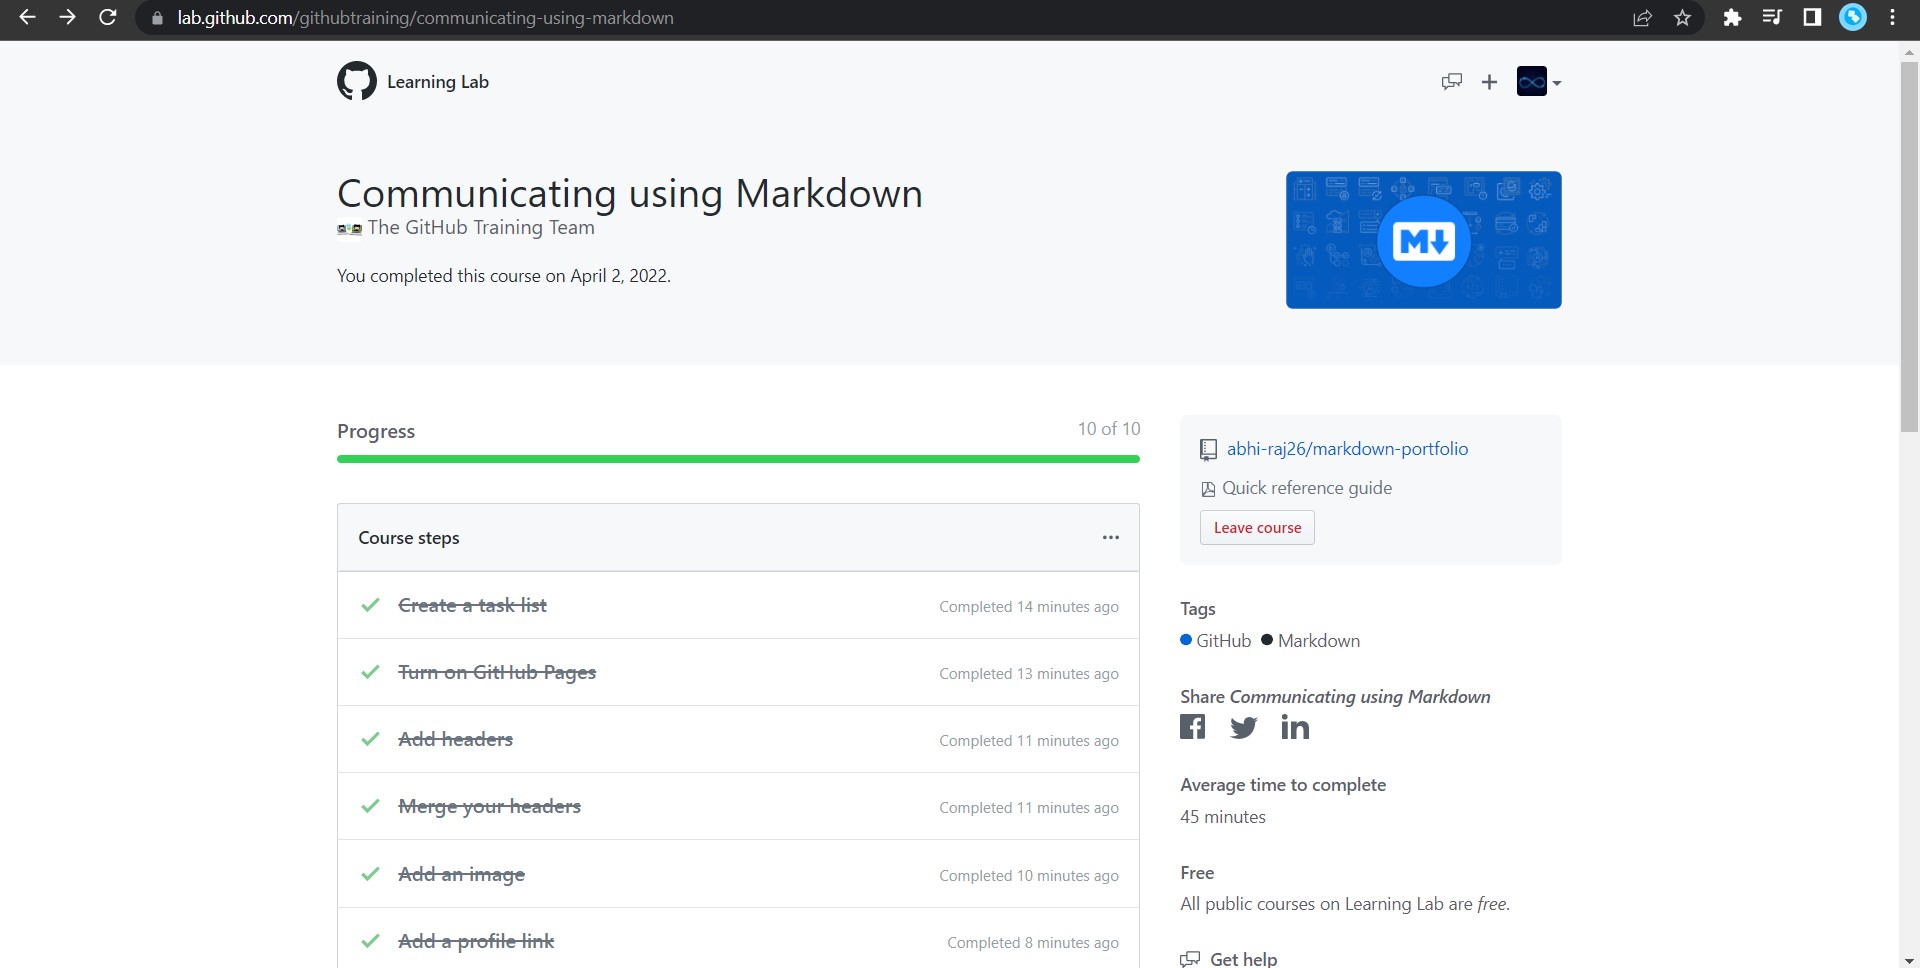 lab.github.com/githubtraining/communicating-using-markdown
Learning Lab
Communicating using Markdown
The GitHub Training Team
You completed this course on April 2, 2022.
M
Progress
10 of 10
Course steps
Create a task list
Completed 14 minutes ago
Turn on GitHub Pages
Completed 13 minutes ago
Add headers
Completed 11 minutes ago
Merge your headers
Completed 11 minutes ago
Add an image
Completed 10 minutes ago
Add a profile link
Completed 8 minutes ago
abhi-raj26/markdown-portfolio
Quick reference guide
Leave course
Tags
GitHub Markdown
Share Communicating using Markdown
Average time to complete
45 minutes
Free
All public courses on Learning Lab are free.
Get help